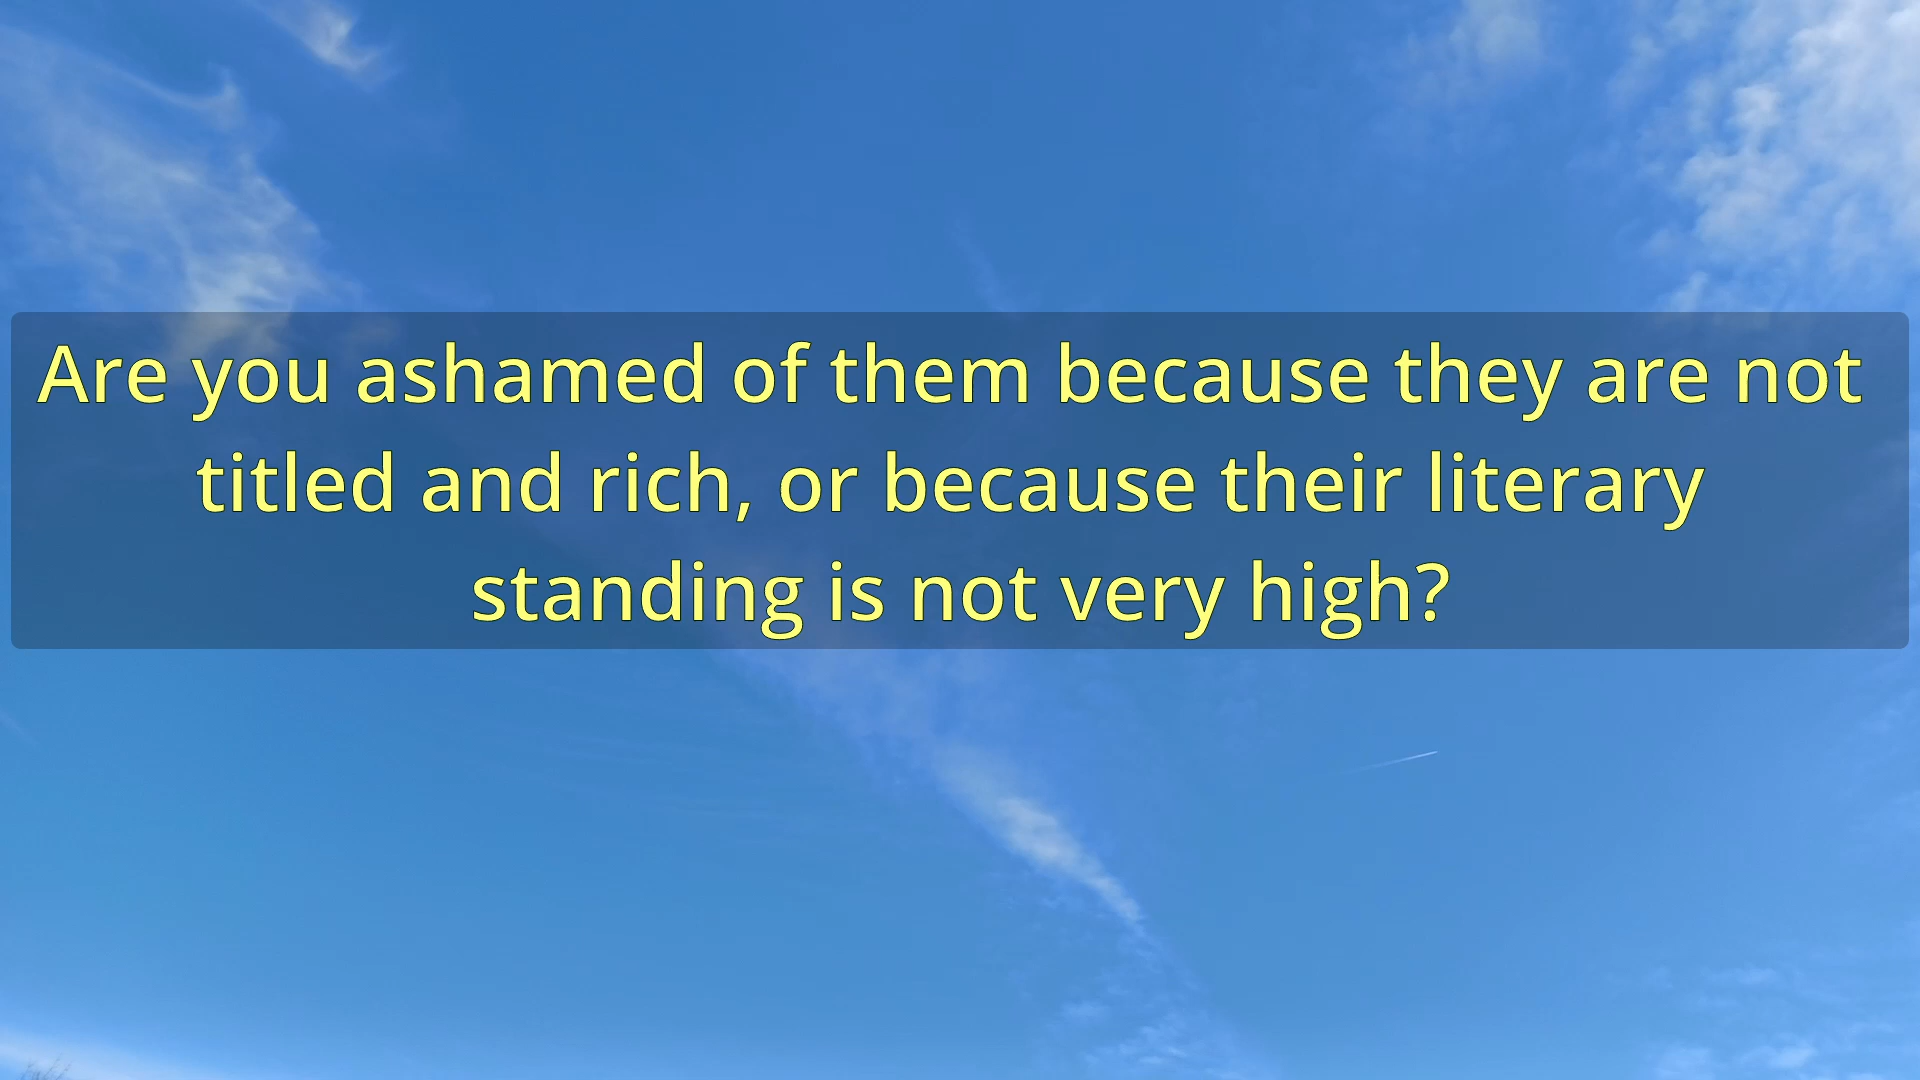 Are you ashamed of them because they are not
titled and rich, or because their literary
standing is not very high?